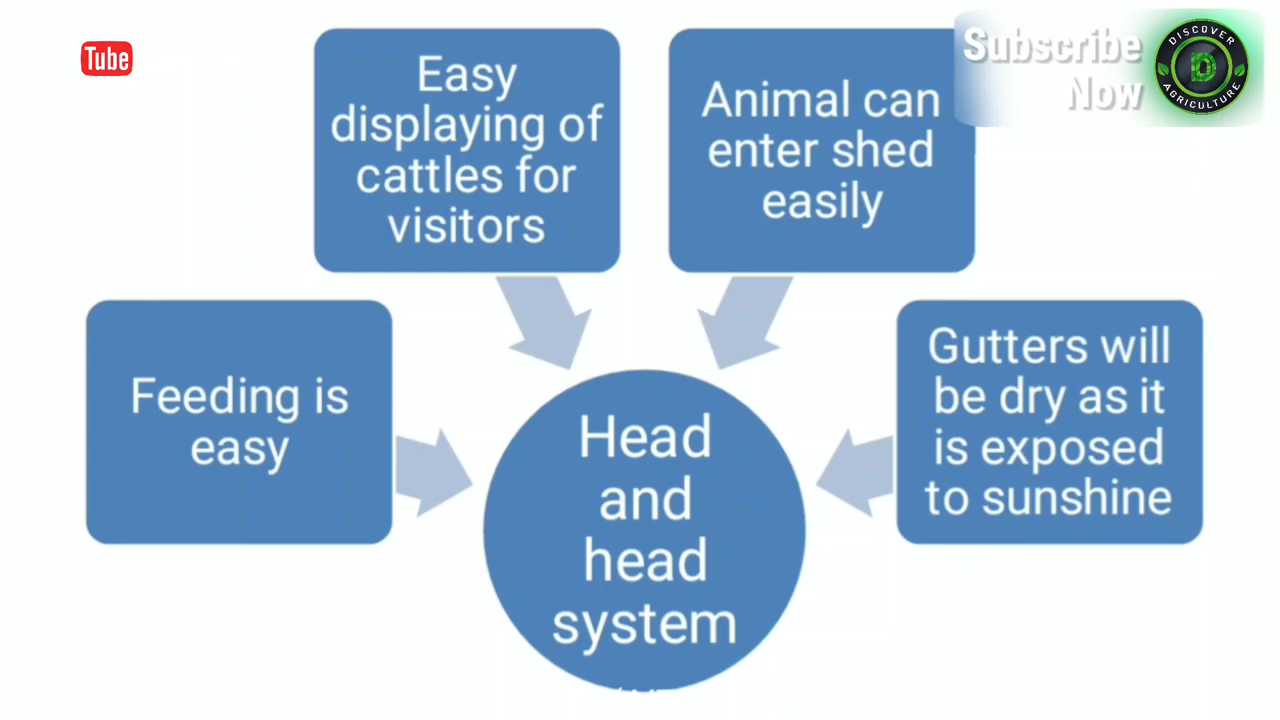 Tube
Subscribe
Now
DISCOVER
D
AGRICULTURE
Easy
displaying of
cattles for
visitors
Animal can
enter shed
easily
Feeding is
easy
Gutters will
be dry as it
is exposed
to sunshine
Head
and
head
system